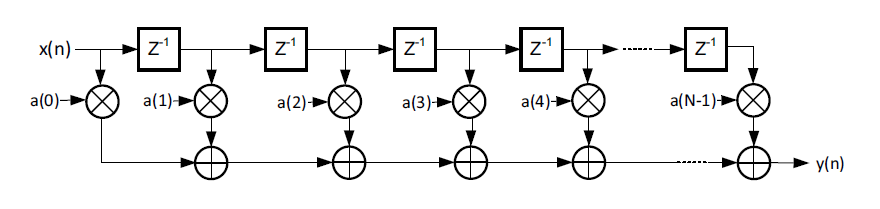 x(n) Z⁻¹ Z⁻¹ Z⁻¹ Z⁻¹ Z⁻¹
a(0) a(1) a(2) a(3) a(4) a(N-1)
y(n)